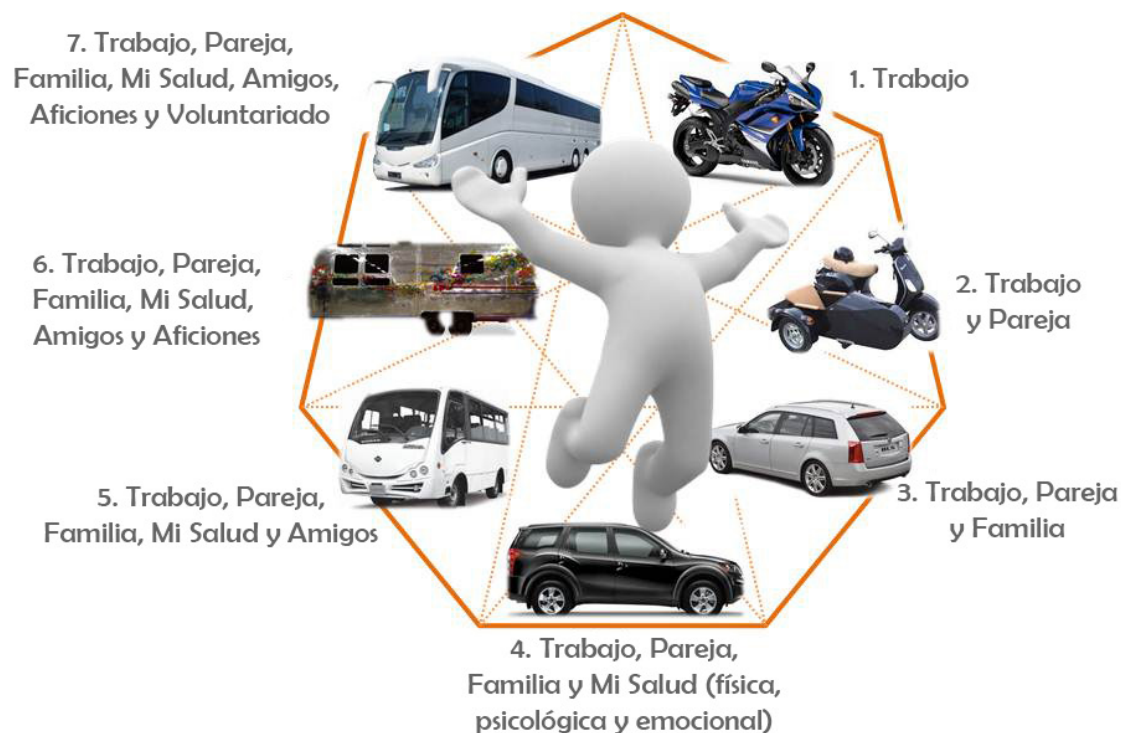 1. Trabajo
2. Trabajo
y Pareja
3. Trabajo, Pareja
y Familia
4. Trabajo, Pareja,
Familia y Mi Salud (física,
psicológica y emocional)
5. Trabajo, Pareja,
Familia, Mi Salud y Amigos
6. Trabajo, Pareja,
Familia, Mi Salud,
Amigos y Aficiones
7. Trabajo, Pareja,
Familia, Mi Salud, Amigos,
Aficiones y Voluntariado